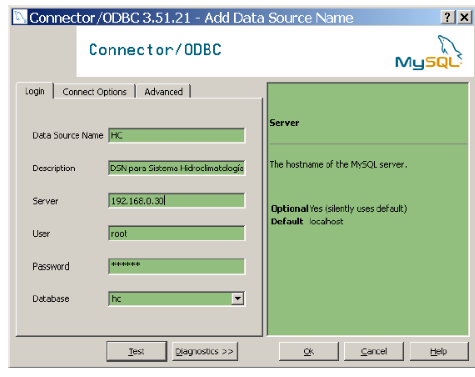 Connector/ODBC 3.51.21 - Add Data Source Name
Connector/ODBC
MySQL
Login Connect Options Advanced
Data Source Name HC
Description DSN para Sistema Hidroclimatología
Server 192.168.0.30
User root
Password ******
Database hc
Server
The hostname of the MySQL server.
Optional Yes (silently uses default)
Default locahost
Test Diagnostics >> Ok Cancel Help